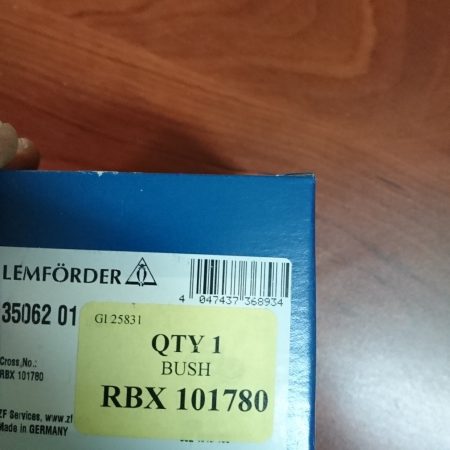 LEMFÖRDER
4 047437 368934
35062 01
GI 25831
QTY 1
BUSH
RBX 101780
Cross.No.:
RBX 101780
ZF Services, www.zf
Made in GERMANY